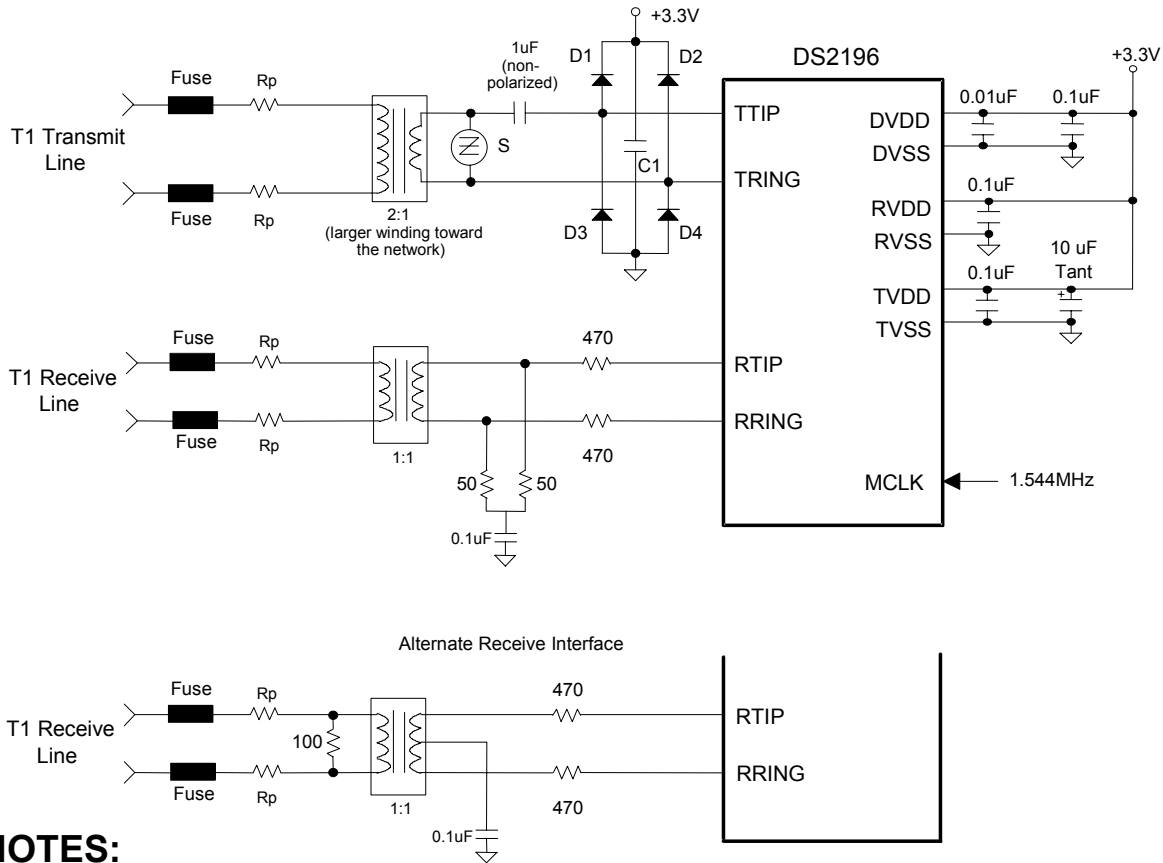 +3.3V
1uF
(non-
polarized)
D1
D2
DS2196
+3.3V
Fuse
Rp
0.01uF
0.1uF
TTIP
DVDD
T1 Transmit
Line
S
C1
DVSS
TRING
0.1uF
RVDD
Fuse
Rp
2:1
(larger winding toward
the network)
D3
D4
RVSS
10 uF
Tant
0.1uF
TVDD
+
TVSS
Fuse
Rp
470
RTIP
T1 Receive
Line
RRING
Fuse
Rp
1:1
470
50
50
MCLK
1.544MHz
0.1uF
Alternate Receive Interface
Fuse
Rp
470
RTIP
T1 Receive
Line
100
RRING
Fuse
Rp
1:1
470
0.1uF
NOTES: